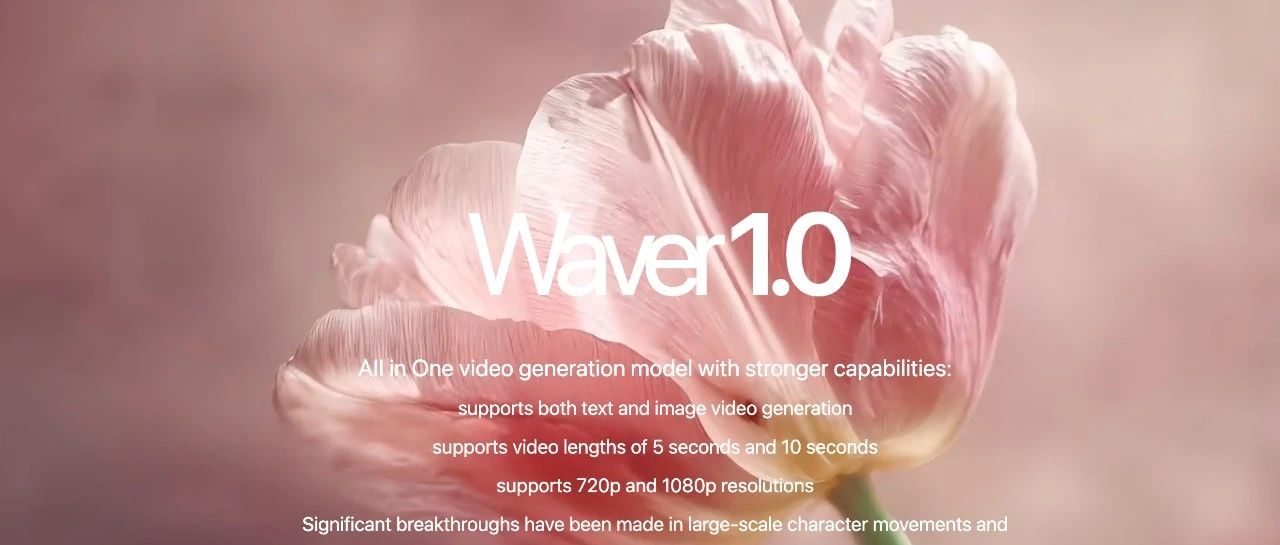 Waver 1.0
All in One video generation model with stronger capabilities:
supports both text and image video generation
supports video lengths of 5 seconds and 10 seconds
supports 720p and 1080p resolutions
Significant breakthroughs have been made in large-scale character movements and